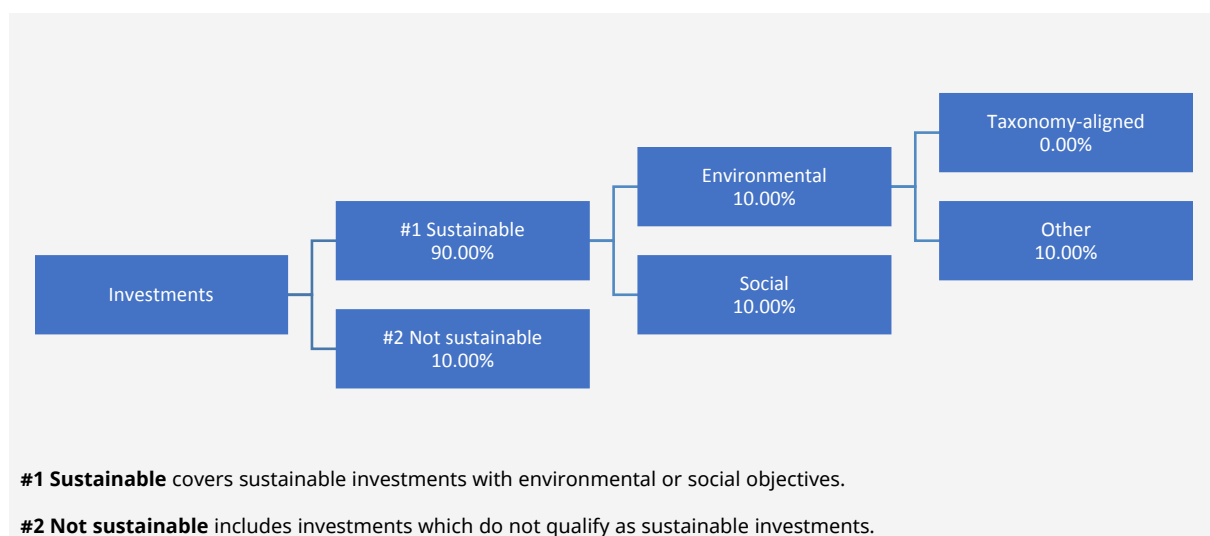 Investments
#1 Sustainable
90.00%
#2 Not sustainable
10.00%
Environmental
10.00%
Social
10.00%
Taxonomy-aligned
0.00%
Other
10.00%
#1 Sustainable covers sustainable investments with environmental or social objectives.
#2 Not sustainable includes investments which do not qualify as sustainable investments.